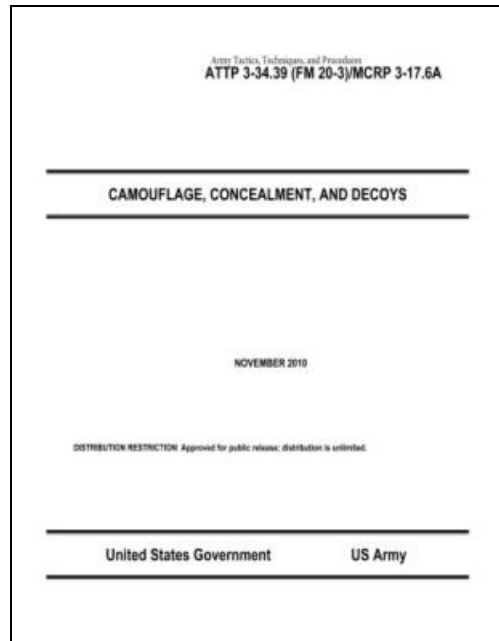 Army Tactics, Techniques, and Procedures
ATTP 3-34.39 (FM 20-3)/MCRP 3-17.6A
CAMOUFLAGE, CONCEALMENT, AND DECOYS
NOVEMBER 2010
DISTRIBUTION RESTRICTION: Approved for public release; distribution is unlimited.
United States Government US Army